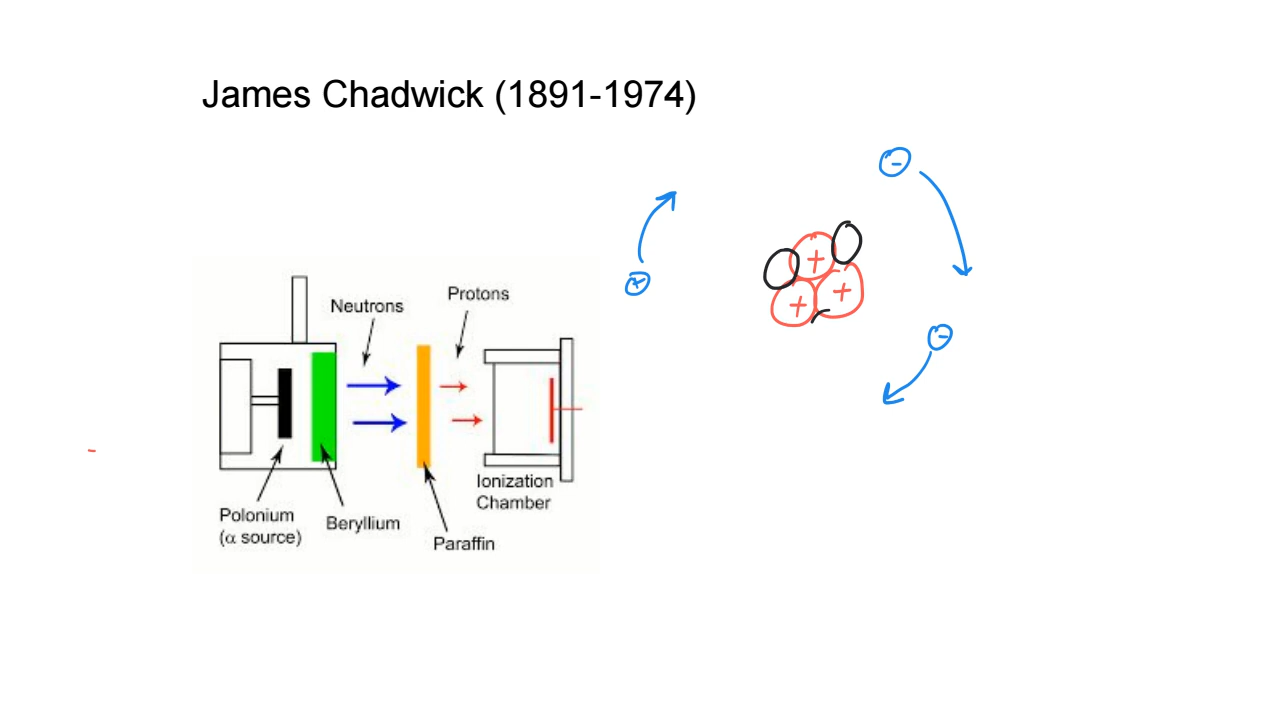 James Chadwick (1891-1974)
-
+
+
+ +
-
Neutrons
Protons
Polonium
(α source)
Beryllium
Paraffin
Ionization
Chamber